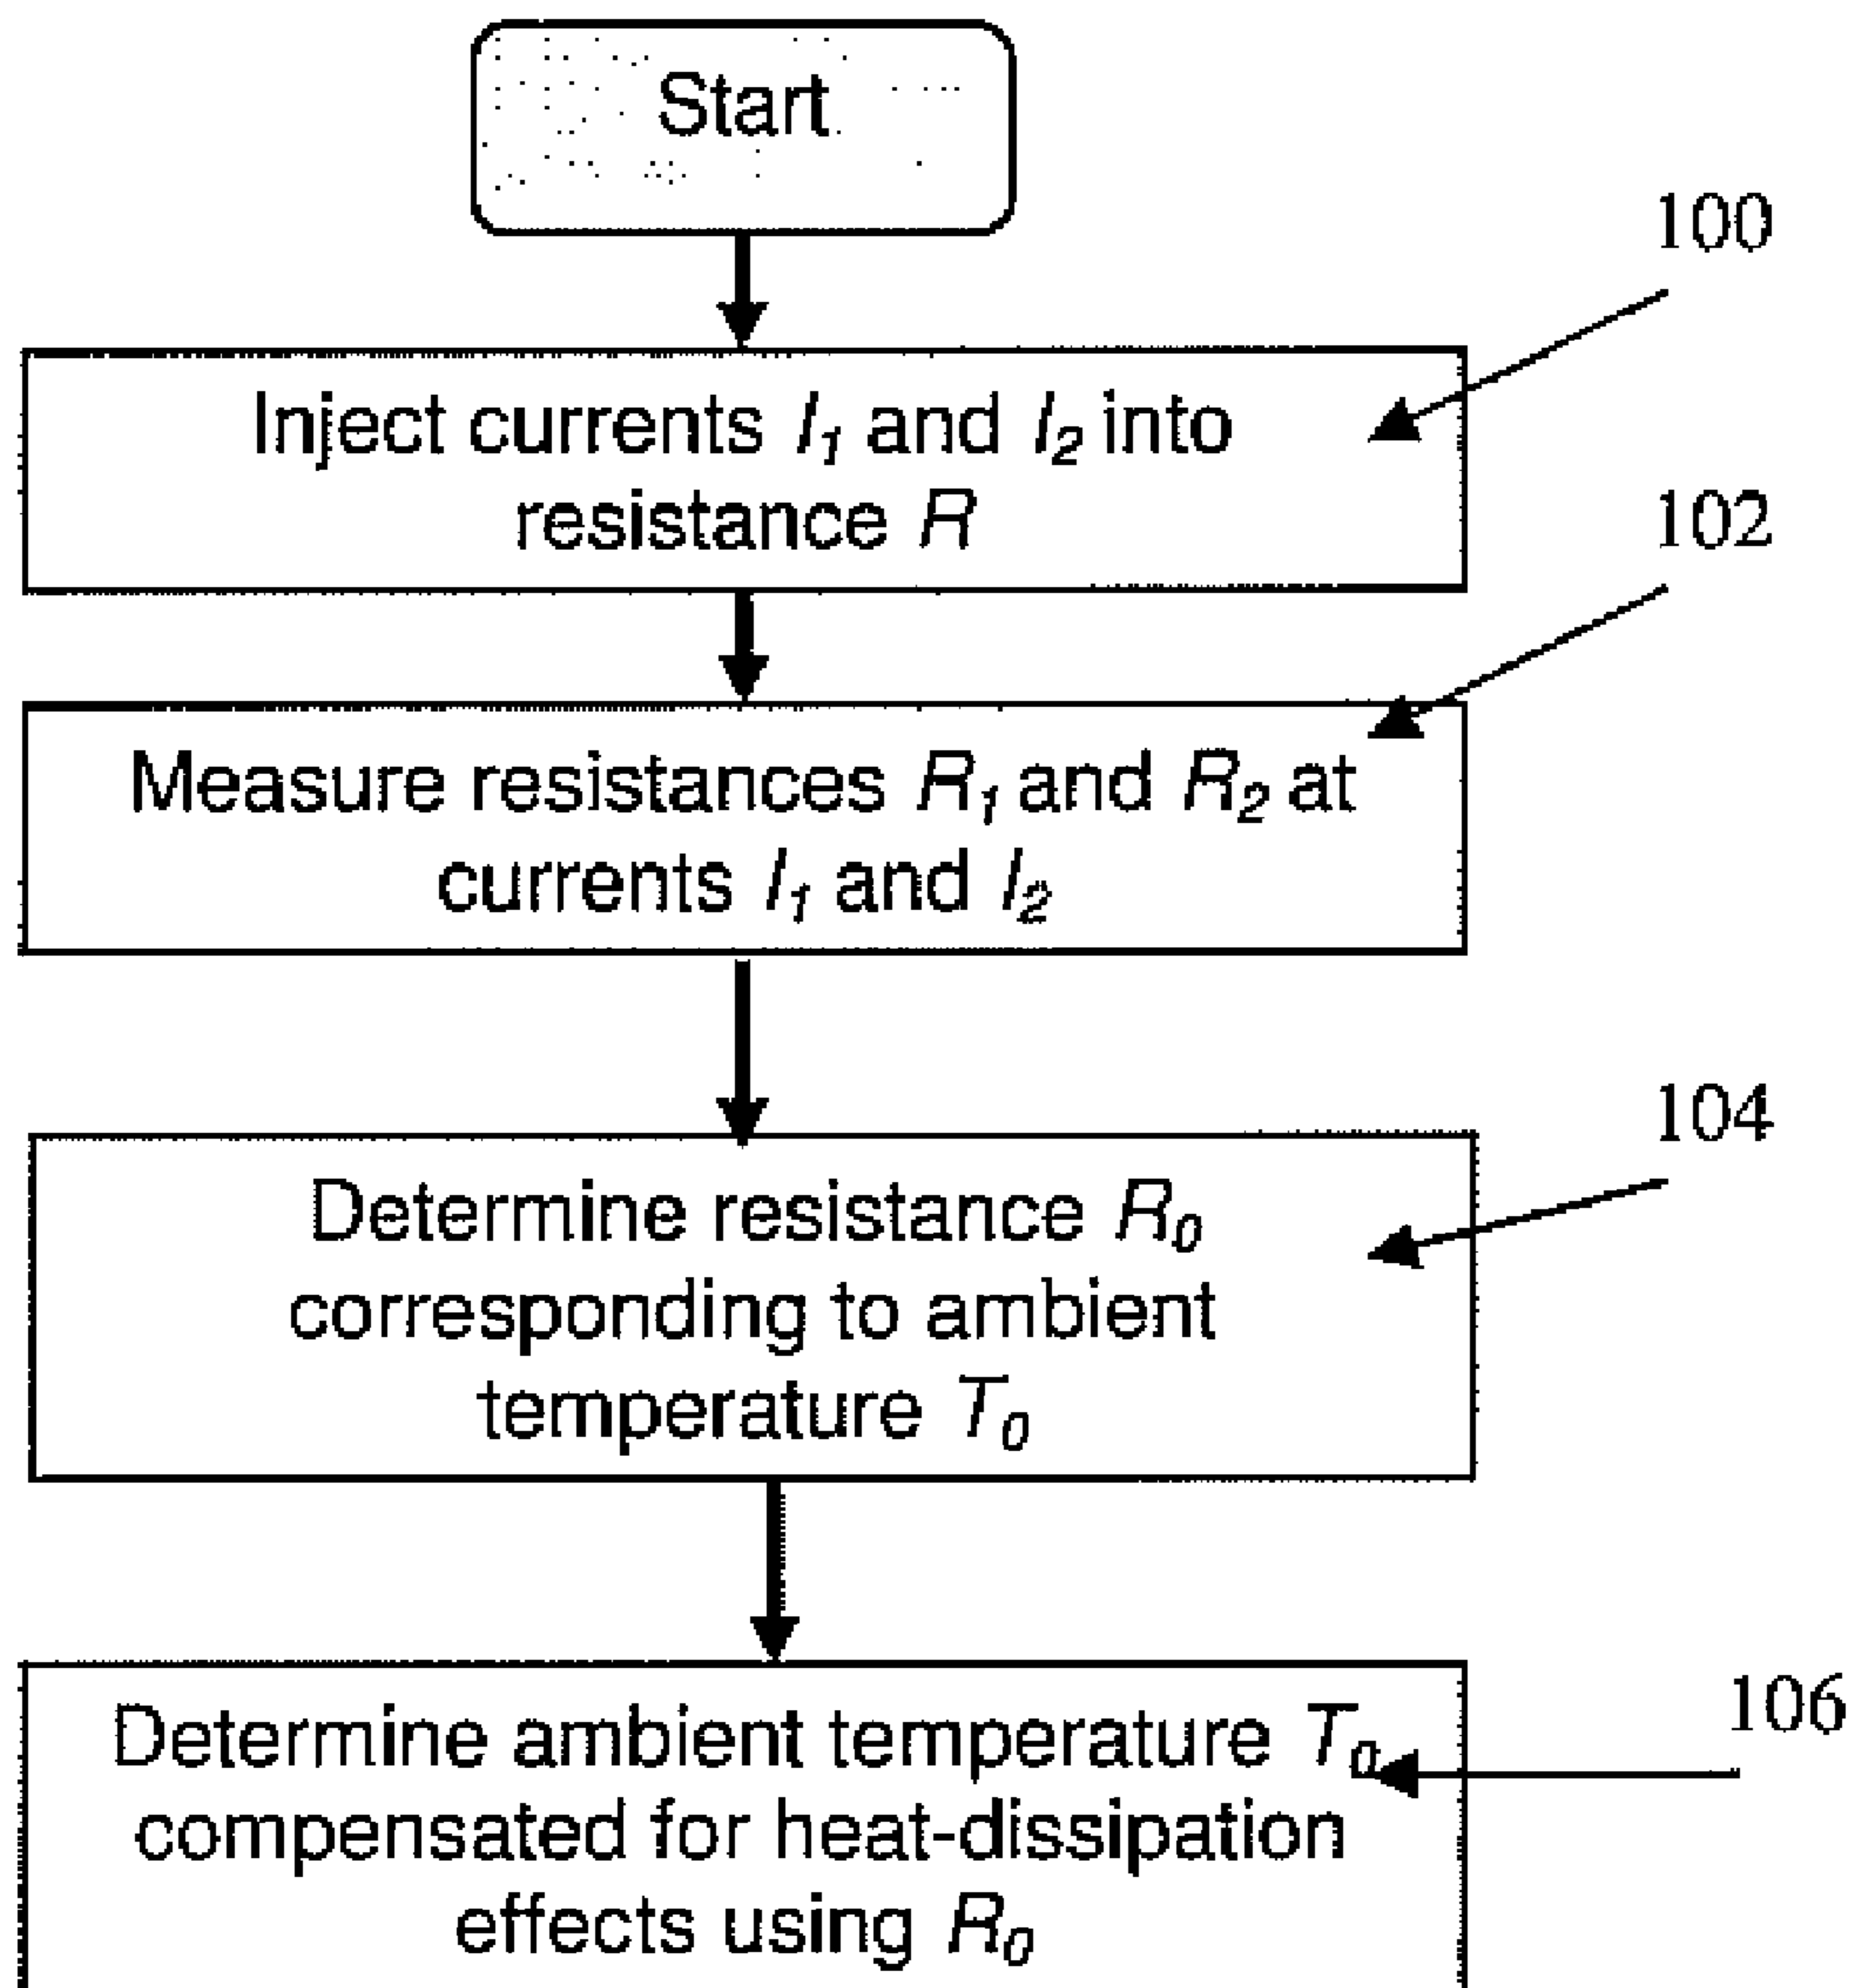 Start
100
Inject currents I₁ and I₂ into
resistance R
102
Measure resistances R₁ and R₂ at
currents I₁ and I₂
104
Determine resistance R₀
corresponding to ambient
temperature T₀
106
Determine ambient temperature T₀
compensated for heat-dissipation
effects using R₀